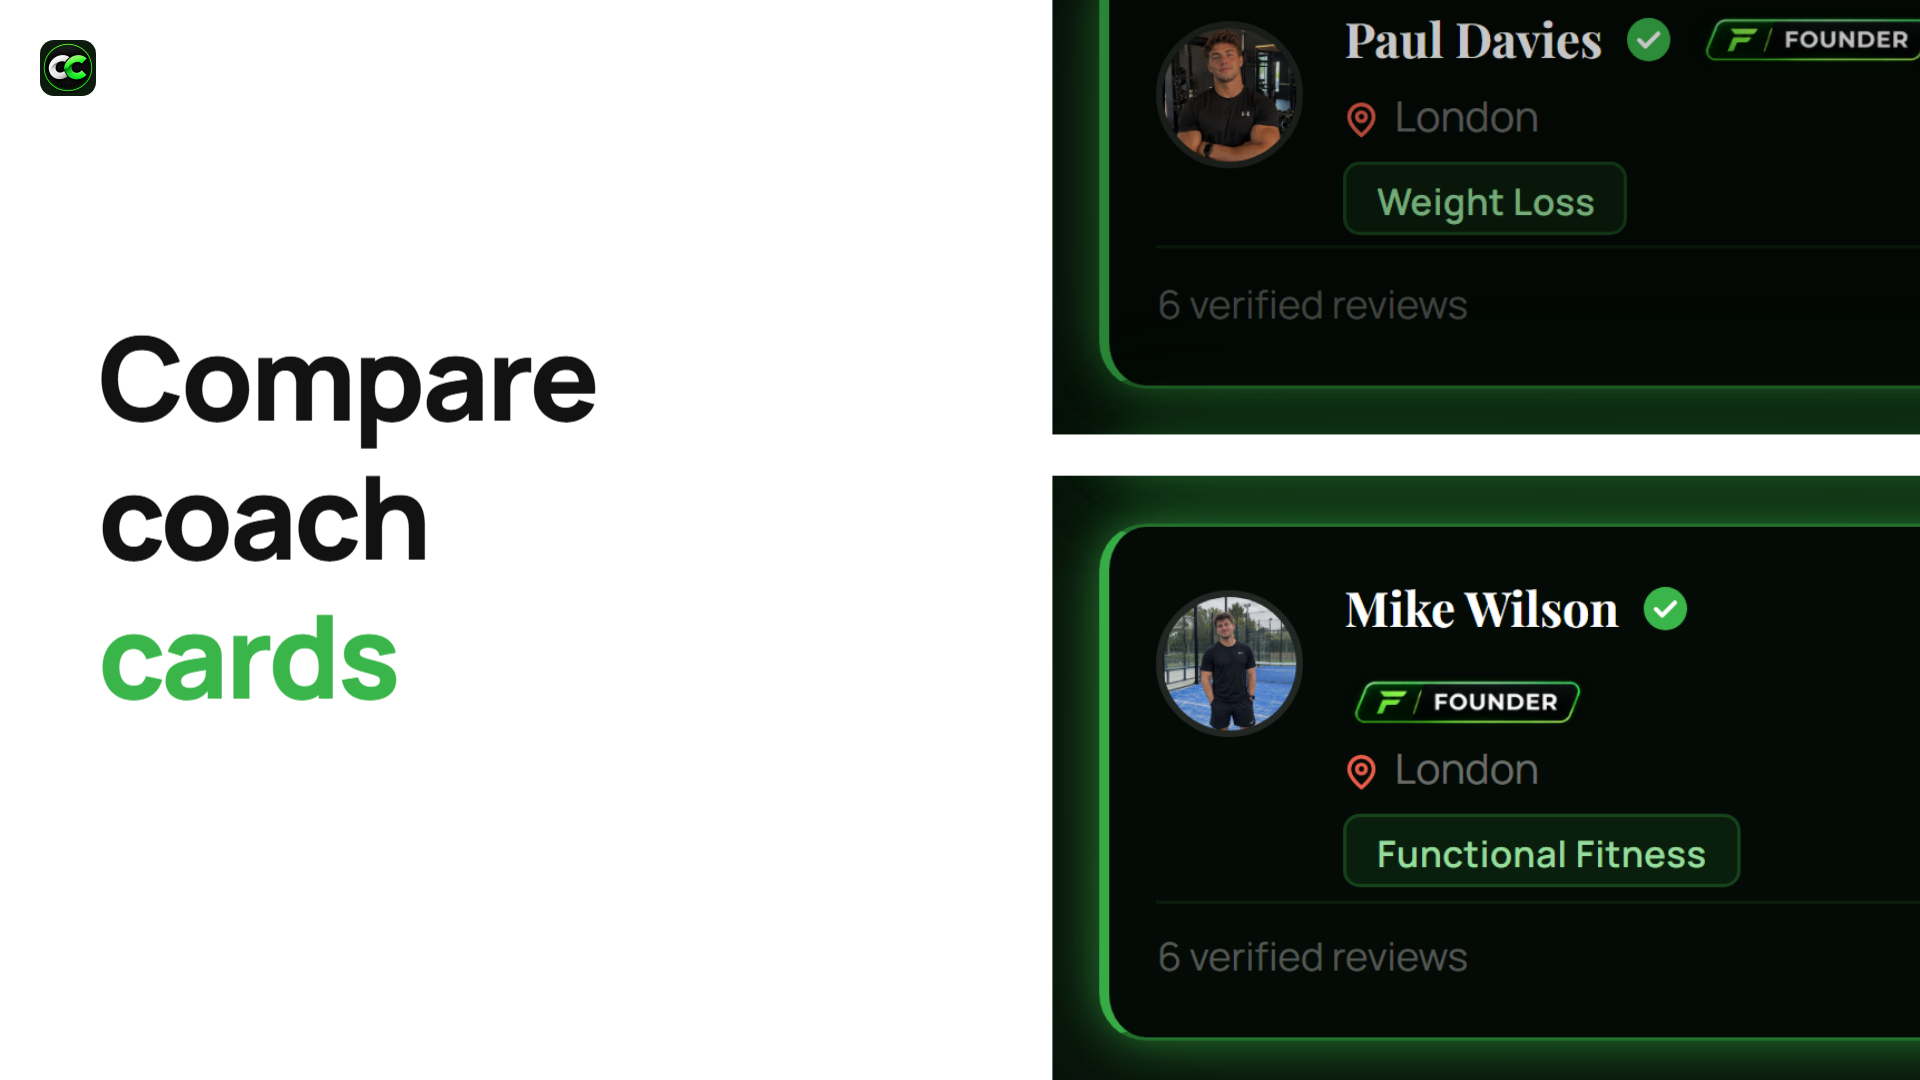 CC
Compare
coach
cards
Paul Davies
F / FOUNDER
London
Weight Loss
6 verified reviews
Mike Wilson
F / FOUNDER
London
Functional Fitness
6 verified reviews